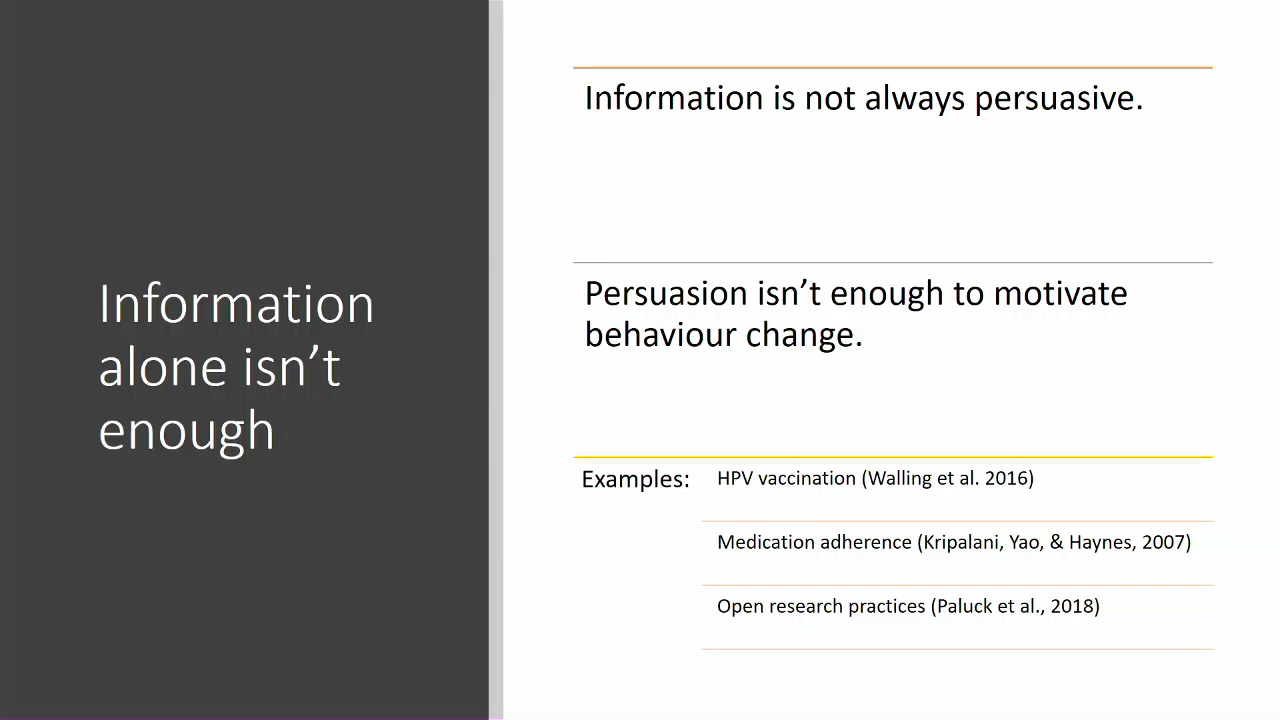 Information
alone isn’t
enough
Information is not always persuasive.
Persuasion isn’t enough to motivate
behaviour change.
Examples:
HPV vaccination (Walling et al. 2016)
Medication adherence (Kripalani, Yao, & Haynes, 2007)
Open research practices (Paluck et al., 2018)